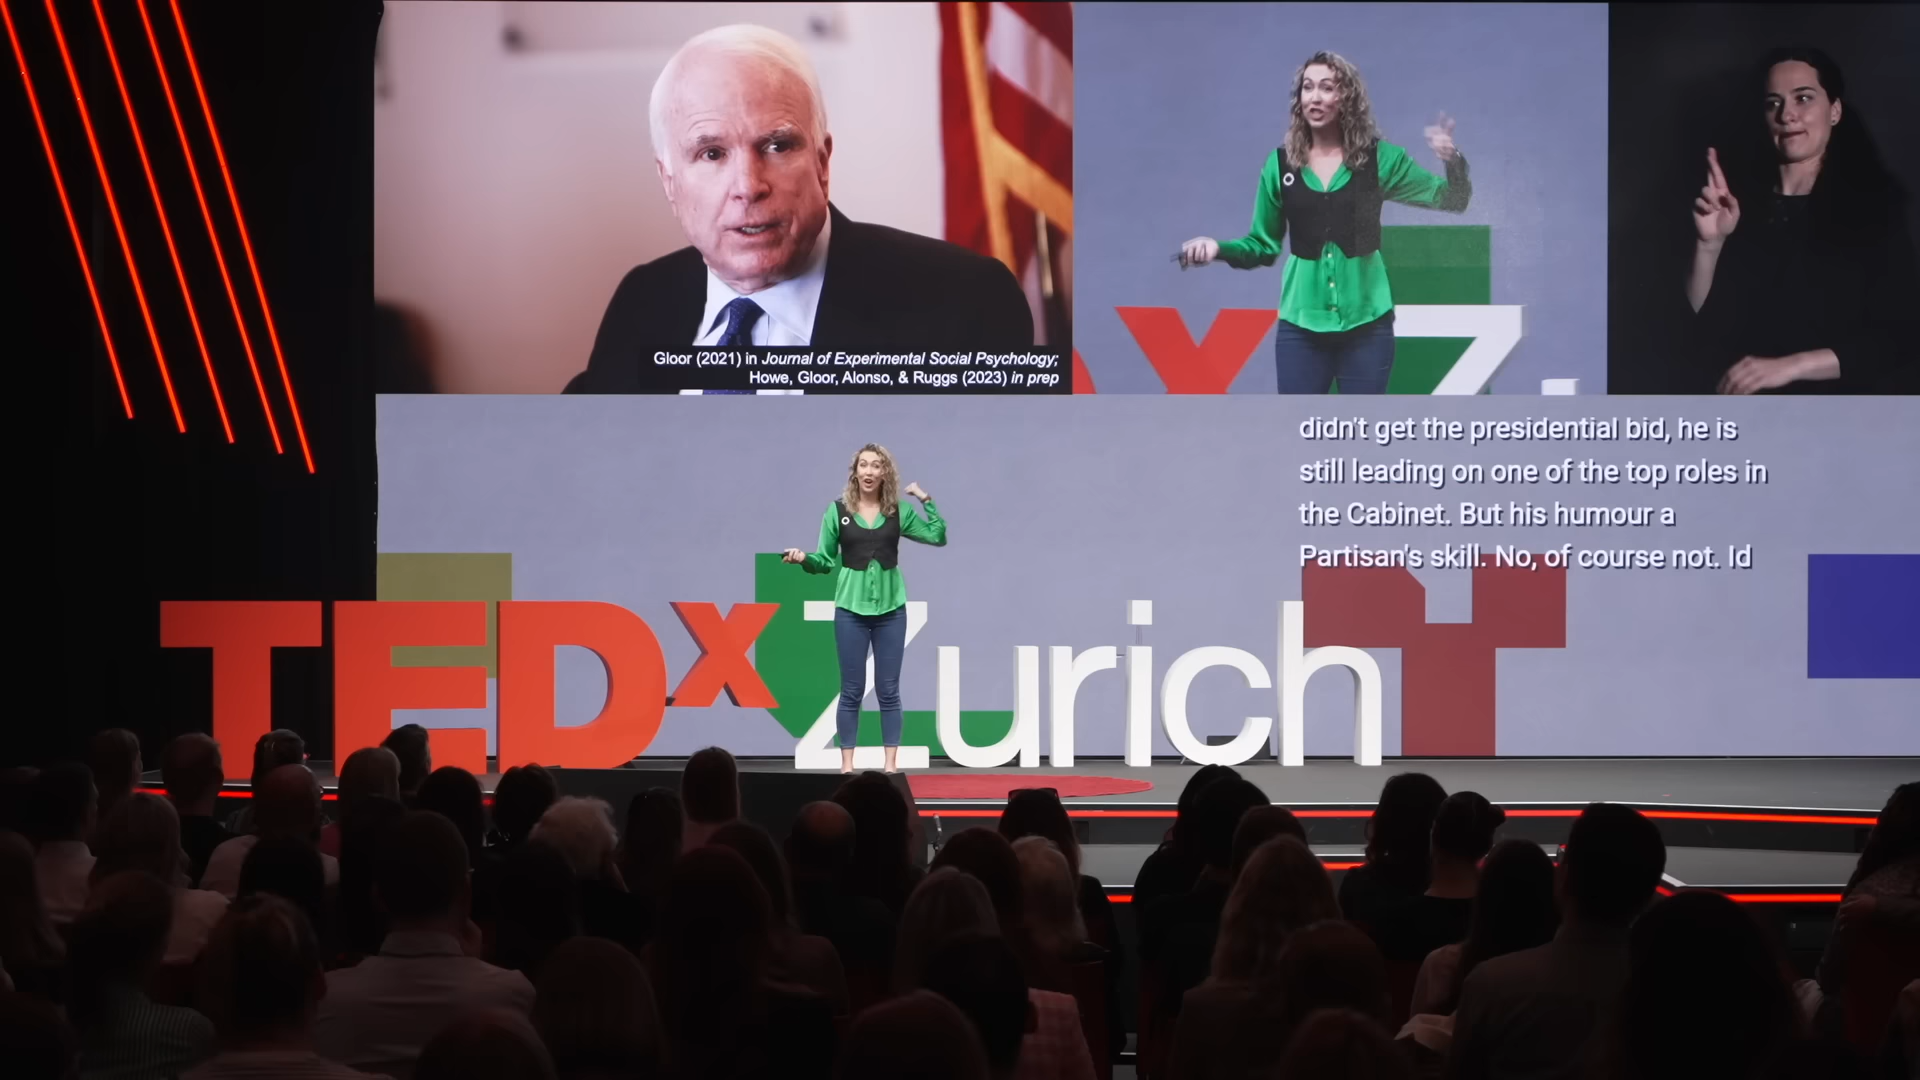 Gloor (2021) in Journal of Experimental Social Psychology;
Howe, Gloor, Alonso, & Ruggs (2023) in prep
X Z
didn't get the presidential bid, he is
still leading on one of the top roles in
the Cabinet. But his humour a
Partisan's skill. No, of course not. Id
TEDx Zurich